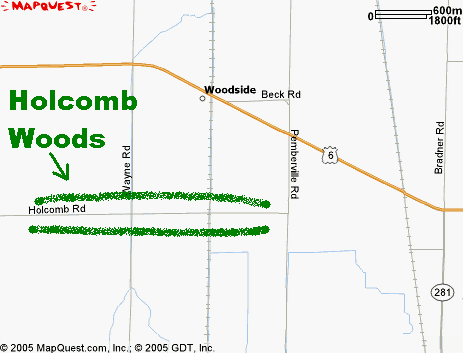 MAPQUEST®
600m
0
1800ft
Woodside
Beck Rd
Holcomb
Woods
Wayne Rd
Pemberville Rd
6
Bradner Rd
Holcomb Rd
281
© 2005 MapQuest.com, Inc.; © 2005 GDT, Inc.